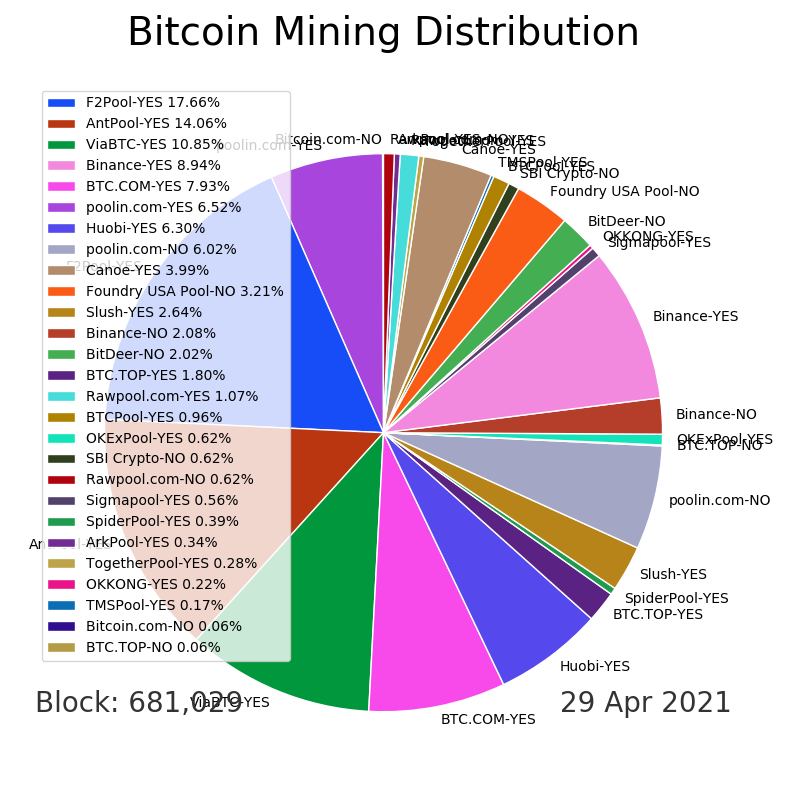 Bitcoin Mining Distribution
F2Pool-YES 17.66%
AntPool-YES 14.06%
ViaBTC-YES 10.85%
Binance-YES 8.94%
BTC.COM-YES 7.93%
poolin.com-YES 6.52%
Huobi-YES 6.30%
poolin.com-NO 6.02%
Canoe-YES 3.99%
Foundry USA Pool-NO 3.21%
Slush-YES 2.64%
Binance-NO 2.08%
BitDeer-NO 2.02%
BTC.TOP-YES 1.80%
Rawpool.com-YES 1.07%
BTCPool-YES 0.96%
OKExPool-YES 0.62%
SBI Crypto-NO 0.62%
Rawpool.com-NO 0.62%
Sigmapool-YES 0.56%
SpiderPool-YES 0.39%
ArkPool-YES 0.34%
TogetherPool-YES 0.28%
OKKONG-YES 0.22%
TMSPool-YES 0.17%
Bitcoin.com-NO 0.06%
BTC.TOP-NO 0.06%
poolin.com-YES
F2Pool-YES
ViaBTC-YES
Bitcoin.com-NO
Canoe-YES
TMSPool-YES
BTCPool-YES
SBI Crypto-NO
Foundry USA Pool-NO
BitDeer-NO
OKKONG-YES
Sigmapool-YES
Binance-YES
Binance-NO
OKExPool-YES
BTC.TOP-NO
poolin.com-NO
Slush-YES
SpiderPool-YES
BTC.TOP-YES
Huobi-YES
BTC.COM-YES
Block: 681,029
29 Apr 2021